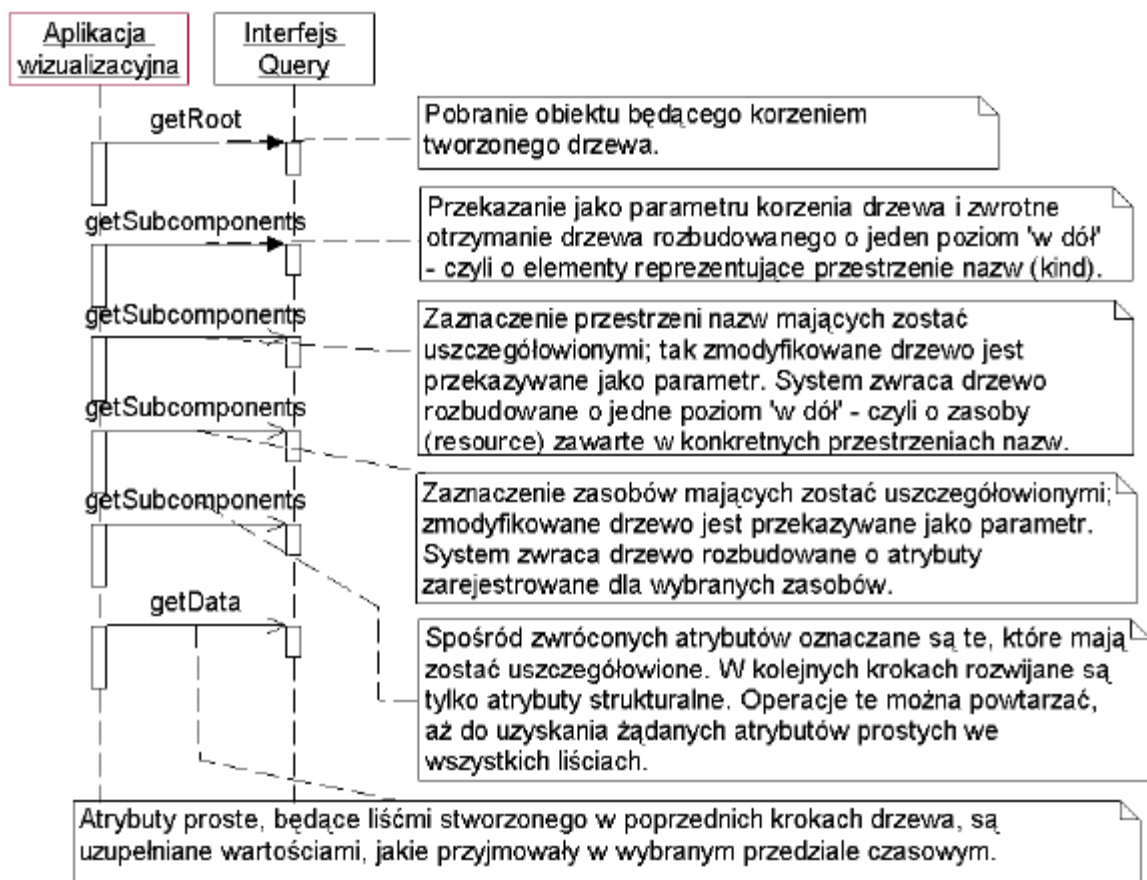 Aplikacja
wizualizacyjna
Interfejs
Query
getRoot
Pobranie obiektu będącego korzeniem
tworzonego drzewa.
getSubcomponents
Przekazanie jako parametru korzenia drzewa i zwrotne
otrzymanie drzewa rozbudowanego o jeden poziom 'w dół'
- czyli o elementy reprezentujące przestrzenie nazw (kind).
getSubcomponents
Zaznaczenie przestrzeni nazw mających zostać
uszczegółowionymi; tak zmodyfikowane drzewo jest
przekazywane jako parametr. System zwraca drzewo
rozbudowane o jedne poziom 'w dół' - czyli o zasoby
(resource) zawarte w konkretnych przestrzeniach nazw.
getSubcomponents
Zaznaczenie zasobów mających zostać uszczegółowionymi;
zmodyfikowane drzewo jest przekazywane jako parametr.
System zwraca drzewo rozbudowane o atrybuty
zarejestrowane dla wybranych zasobów.
getSubcomponents
Spośród zwróconych atrybutów oznaczane są te, które mają
zostać uszczegółowione. W kolejnych krokach rozwijane są
tylko atrybuty strukturalne. Operacje te można powtarzać,
aż do uzyskania żądanych atrybutów prostych we
wszystkich liściach.
getData
Atrybuty proste, będące liśćmi stworzonego w poprzednich krokach drzewa, są
uzupełniane wartościami, jakie przyjmowały w wybranym przedziale czasowym.